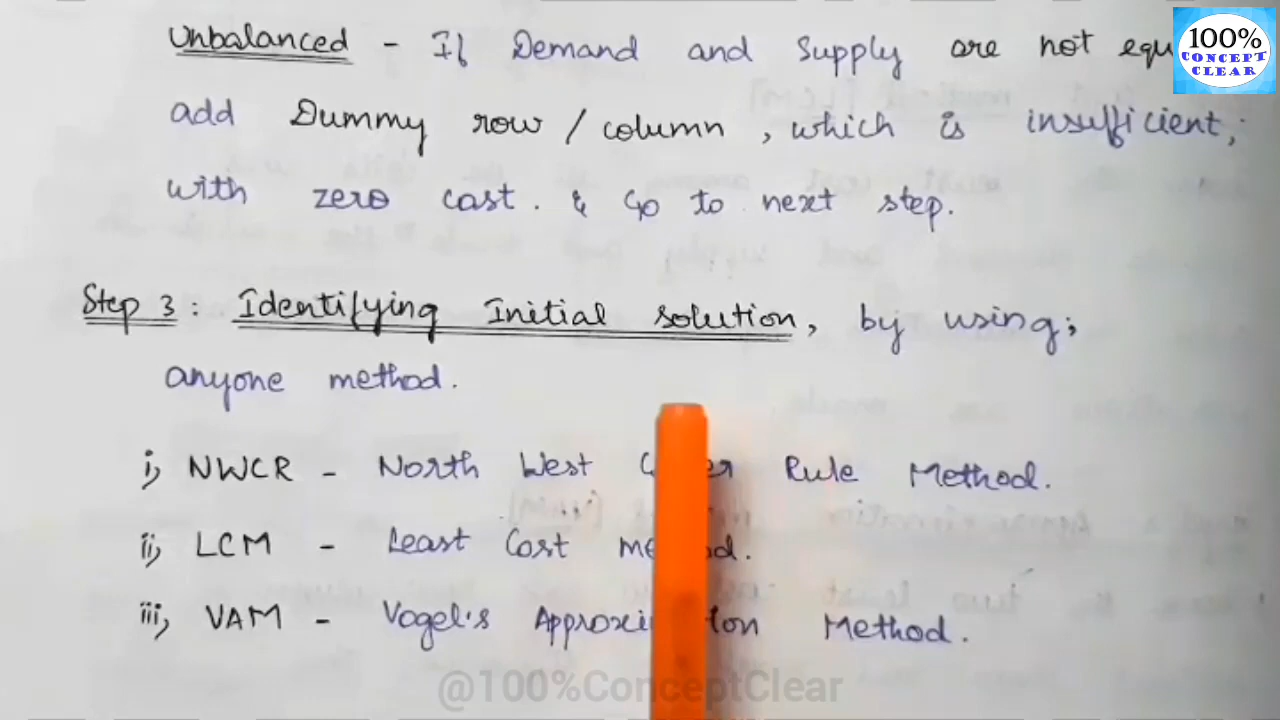 Unbalanced - If Demand and Supply are not equ
100%
CONCEPT
CLEAR
add Dummy row / column , which is insufficient;
with zero cost. & Go to next step.
Step 3: Identifying Initial solution, by using;
anyone method.
i, NWCR - North West Rule Method.
ii, LCM - Least Cost
iii, VAM - Vogel's Method.
@100%ConceptClear